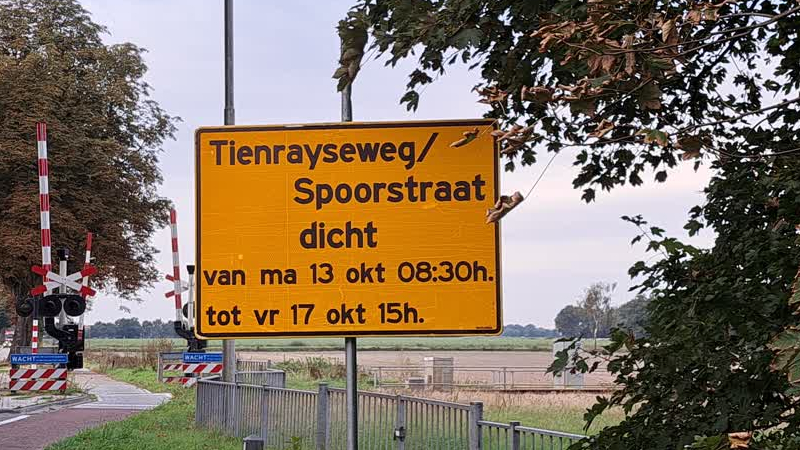 Tienrayseweg/
Spoorstraat
dicht
van ma 13 okt 08:30h.
tot vr 17 okt 15h.
WACHT
WACHT